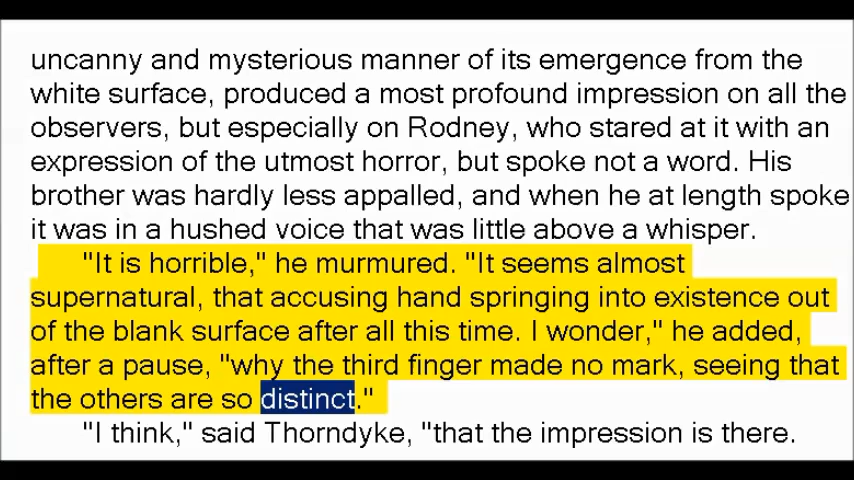 uncanny and mysterious manner of its emergence from the
white surface, produced a most profound impression on all the
observers, but especially on Rodney, who stared at it with an
expression of the utmost horror, but spoke not a word. His
brother was hardly less appalled, and when he at length spoke
it was in a hushed voice that was little above a whisper.
"It is horrible," he murmured. "It seems almost
supernatural, that accusing hand springing into existence out
of the blank surface after all this time. I wonder," he added,
after a pause, "why the third finger made no mark, seeing that
the others are so distinct."
"I think," said Thorndyke, "that the impression is there.